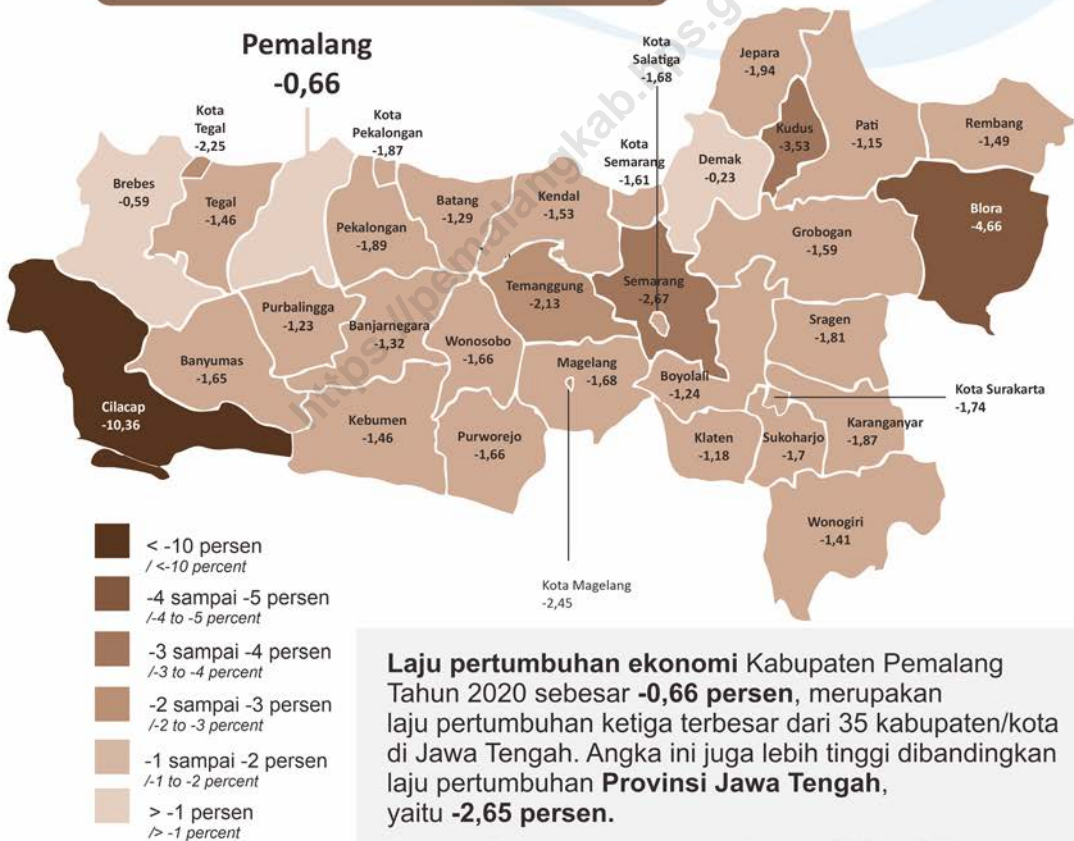 Pemalang
-0,66
Kota
Tegal
-2,25
Kota
Pekalongan
-1,87
Kota
Salatiga
-1,68
Kota
Semarang
-1,61
Jepara
-1,94
Kudus
-3,53
Pati
-1,15
Rembang
-1,49
Demak
-0,23
Brebes
-0,59
Tegal
-1,46
Pekalongan
-1,89
Batang
-1,29
Kendal
-1,53
Grobogan
-1,59
Blora
-4,66
Temanggung
-2,13
Semarang
-2,67
Purbalingga
-1,23
Banjarnegara
-1,32
Wonosobo
-1,66
Sragen
-1,81
Banyumas
-1,65
Magelang
-1,68
Boyolali
-1,24
Kota Surakarta
-1,74
Cilacap
-10,36
Kebumen
-1,46
Purworejo
-1,66
Klaten
-1,18
Sukoharjo
-1,7
Karanganyar
-1,87
Wonogiri
-1,41
Kota Magelang
-2,45
https://pemalangkab.bps.g
< -10 persen
/ <-10 percent
-4 sampai -5 persen
/-4 to -5 percent
-3 sampai -4 persen
/-3 to -4 percent
-2 sampai -3 persen
/-2 to -3 percent
-1 sampai -2 persen
/-1 to -2 percent
> -1 persen
/> -1 percent
Laju pertumbuhan ekonomi Kabupaten Pemalang
Tahun 2020 sebesar -0,66 persen, merupakan
laju pertumbuhan ketiga terbesar dari 35 kabupaten/kota
di Jawa Tengah. Angka ini juga lebih tinggi dibandingkan
laju pertumbuhan Provinsi Jawa Tengah,
yaitu -2,65 persen.